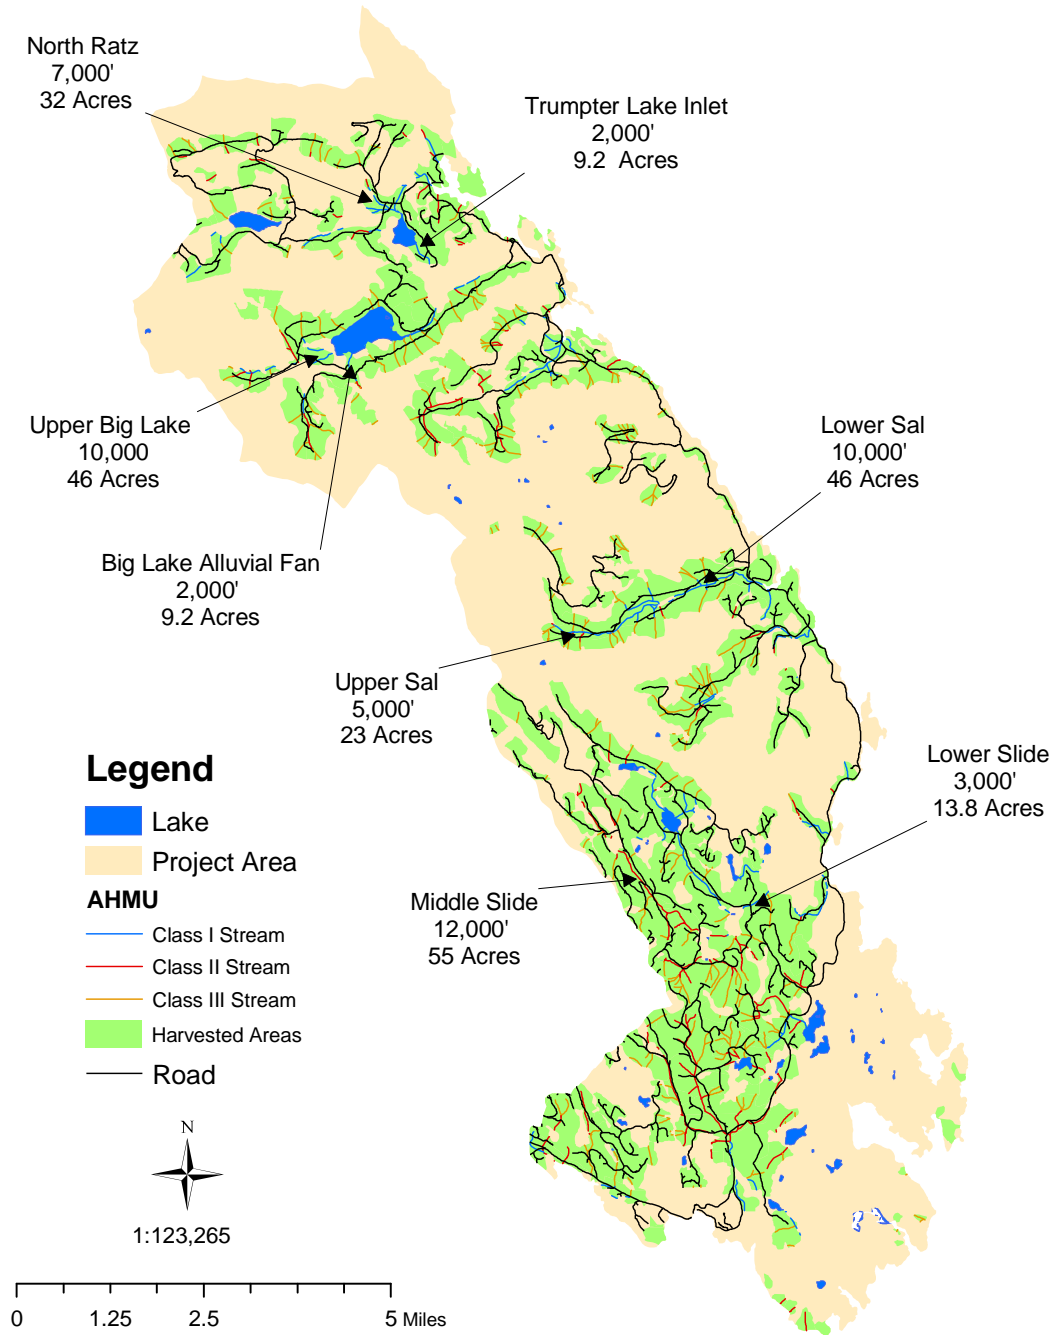 North Ratz
7,000'
32 Acres
Trumpter Lake Inlet
2,000'
9.2 Acres
Upper Big Lake
10,000
46 Acres
Lower Sal
10,000'
46 Acres
Big Lake Alluvial Fan
2,000'
9.2 Acres
Upper Sal
5,000'
23 Acres
Lower Slide
3,000'
13.8 Acres
Middle Slide
12,000'
55 Acres
Legend
Lake
Project Area
AHMU
Class I Stream
Class II Stream
Class III Stream
Harvested Areas
Road
N
1:123,265
0 1.25 2.5 5 Miles